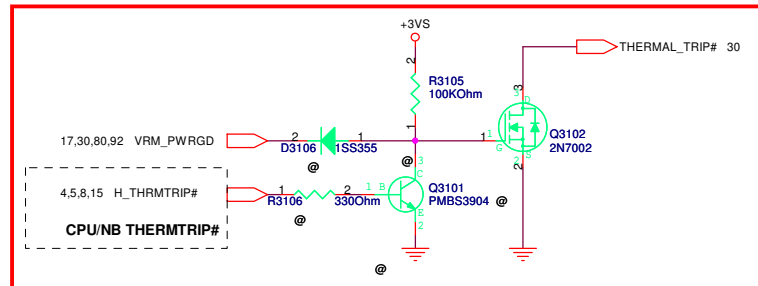 +3VS
THERMAL_TRIP# 30
2
R3105
100KOhm
1
3
D
Q3102
2N7002
1
G
S
2
17,30,80,92 VRM_PWRGD
2
1
D3106
1SS355
@
@
3
C
4,5,8,15 H_THRMTRIP#
1
2
R3106
330Ohm
1
B
Q3101
PMBS3904
E
2
@
@
CPU/NB THERMTRIP#
@